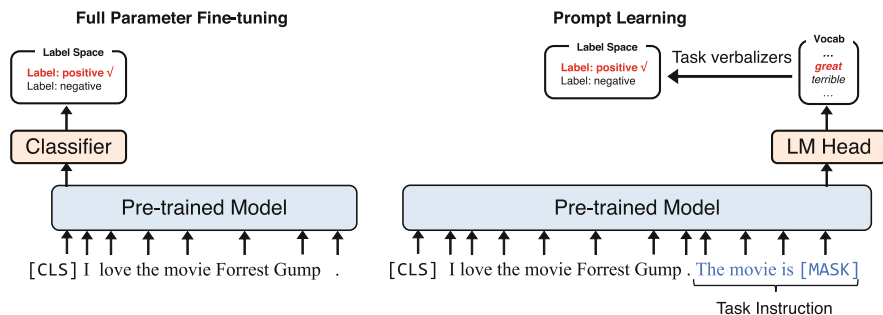 Full Parameter Fine-tuning
Label Space
Label: positive √
Label: negative
Classifier
Pre-trained Model
[CLS] I love the movie Forrest Gump .
Prompt Learning
Label Space
Label: positive √
Label: negative
Task verbalizers
Vocab
...
great
terrible
...
LM Head
Pre-trained Model
[CLS] I love the movie Forrest Gump . The movie is [MASK]
Task Instruction